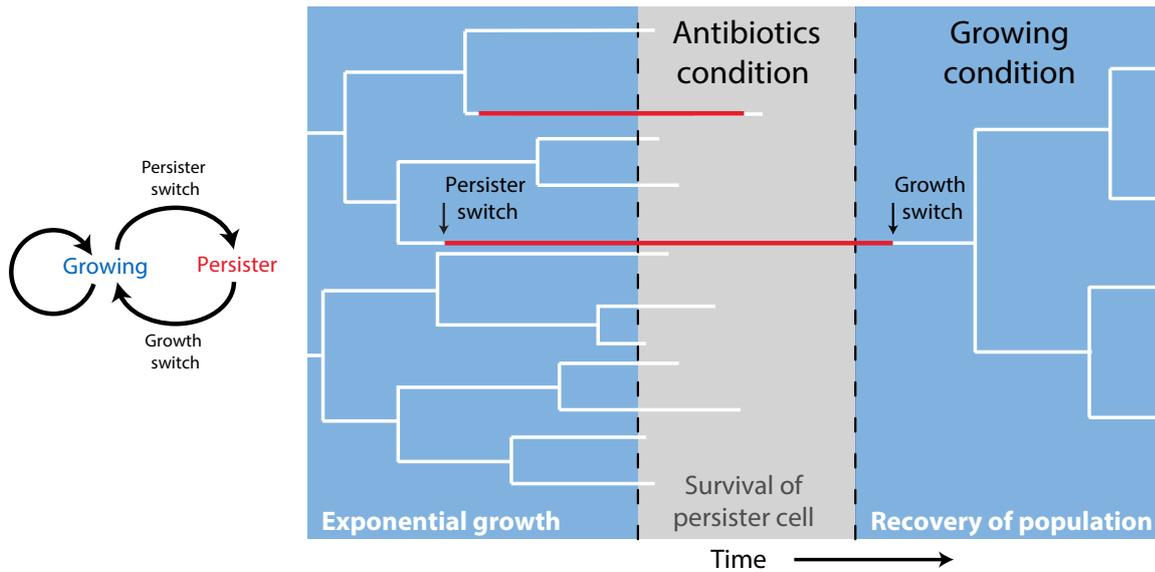 Persister
switch
Growing
Persister
Growth
switch
Antibiotics
condition
Growing
condition
Persister
switch
Growth
switch
Exponential growth
Survival of
persister cell
Recovery of population
Time